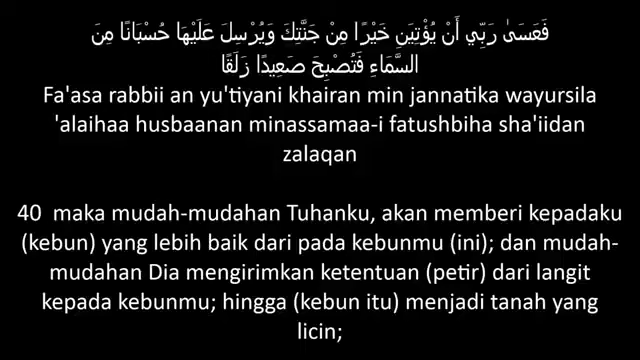 فَعَسَىٰ رَبِّي أَنْ يُؤْتِيَنِ خَيْرًا مِنْ جَنَّتِكَ وَيُرْسِلَ عَلَيْهَا حُسْبَانًا مِنَ
السَّمَاءِ فَتُصْبِحَ صَعِيدًا زَلَقًا
Fa'asa rabbii an yu'tiyani khairan min jannatika wayursila
'alaihaa husbaanan minassamaa-i fatushbiha sha'iidan
zalaqan
40  maka mudah-mudahan Tuhanku, akan memberi kepadaku
(kebun) yang lebih baik dari pada kebunmu (ini); dan mudah-
mudahan Dia mengirimkan ketentuan (petir) dari langit
kepada kebunmu; hingga (kebun itu) menjadi tanah yang
licin;